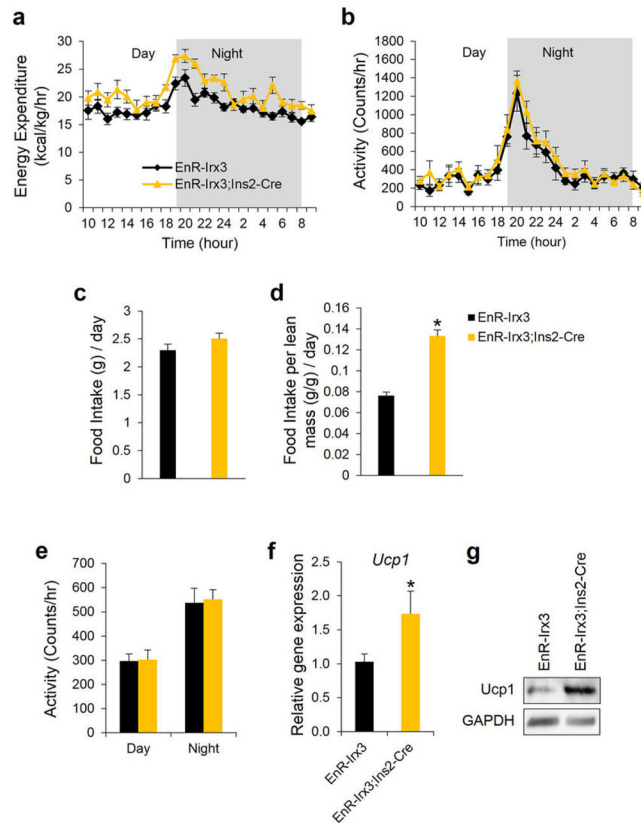 a
Energy Expenditure
(kcal/kg/hr)
30
25
20
15
10
5
0
Day
Night
EnR-Irx3
EnR-Irx3;Ins2-Cre
10 12 14 16 18 20 22 24 2 4 6 8
Time (hour)
b
Activity (Counts/hr)
1800
1600
1400
1200
1000
800
600
400
200
0
Day
Night
10 12 14 16 18 20 22 24 2 4 6 8
Time (hour)
c
Food Intake (g) / day
3
2.5
2
1.5
1
0.5
0
d
Food Intake per lean
mass (g/g) / day
0.16
0.14
0.12
0.10
0.08
0.06
0.04
0.02
0
*
EnR-Irx3
EnR-Irx3;Ins2-Cre
e
Activity (Counts/hr)
700
600
500
400
300
200
100
0
Day
Night
f
Ucp1
Relative gene expression
2.5
2.0
1.5
1.0
0.5
0.0
*
EnR-Irx3
EnR-Irx3;Ins2-Cre
g
EnR-Irx3
EnR-Irx3;Ins2-Cre
Ucp1
GAPDH